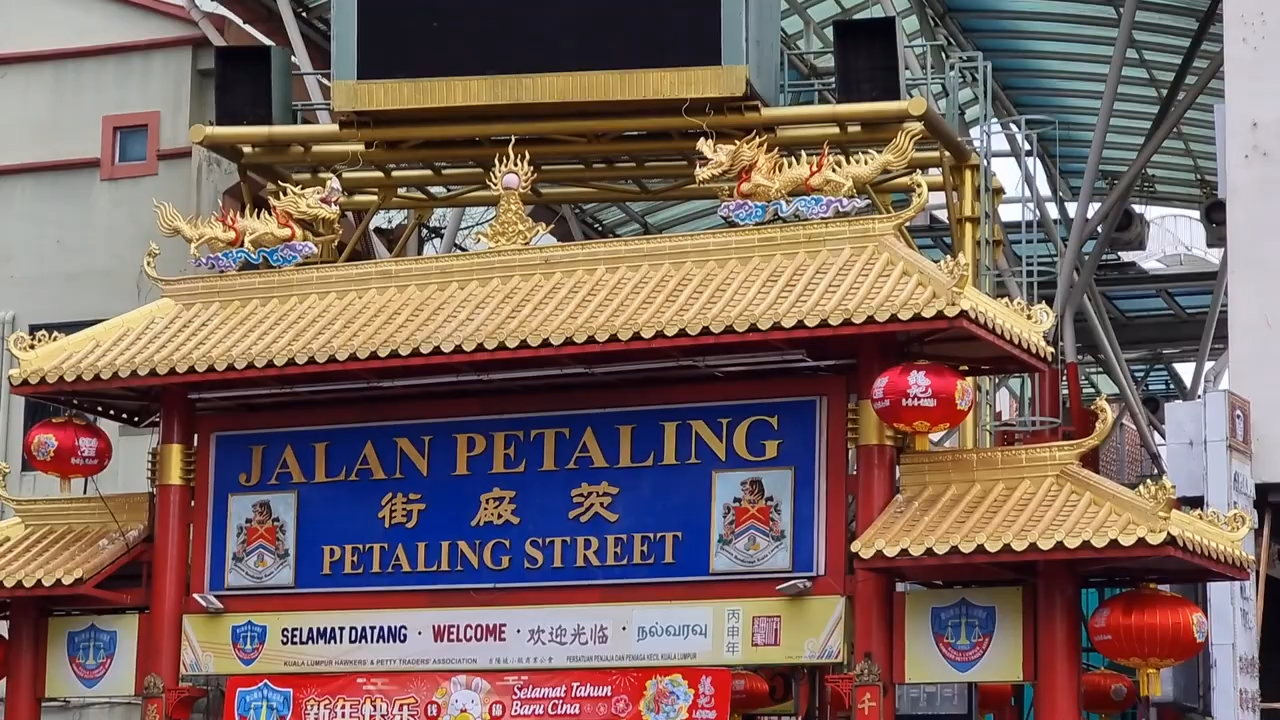 JALAN PETALING
街 廠 茨
PETALING STREET
SELAMAT DATANG · WELCOME · 欢迎光临 · நல்வரவு
丙申年
KUALA LUMPUR HAWKERS' & PETTY TRADERS' ASSOCIATION
PERSATUAN PENJAJA DAN PENIAGA KECIL KUALA LUMPUR
新年快乐
Selamat Tahun
Baru Cina
龍记